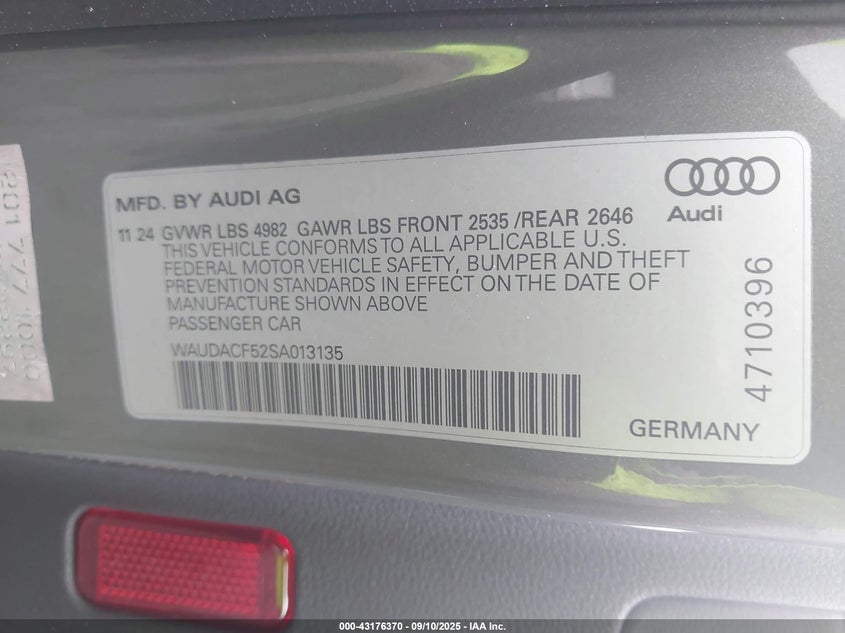 MFD. BY AUDI AG
11 24 GVWR LBS 4982 GAWR LBS FRONT 2535 /REAR 2646
THIS VEHICLE CONFORMS TO ALL APPLICABLE U.S.
FEDERAL MOTOR VEHICLE SAFETY, BUMPER AND THEFT
PREVENTION STANDARDS IN EFFECT ON THE DATE OF
MANUFACTURE SHOWN ABOVE
PASSENGER CAR
WAUDACF52SA013135
Audi
4710396
GERMANY
000-43176370 - 09/10/2025 - IAA Inc.